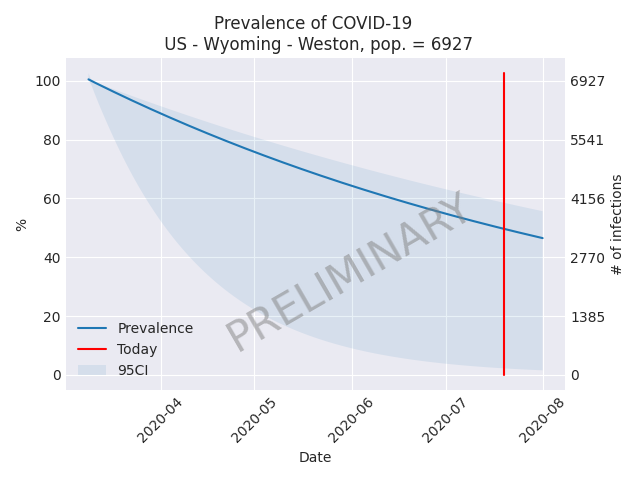 Prevalence of COVID-19
US - Wyoming - Weston, pop. = 6927
100
80
60
40
20
0
%
6927
5541
4156
2770
1385
0
# of infections
PRELIMINARY
Prevalence
Today
95CI
2020-04
2020-05
2020-06
2020-07
2020-08
Date